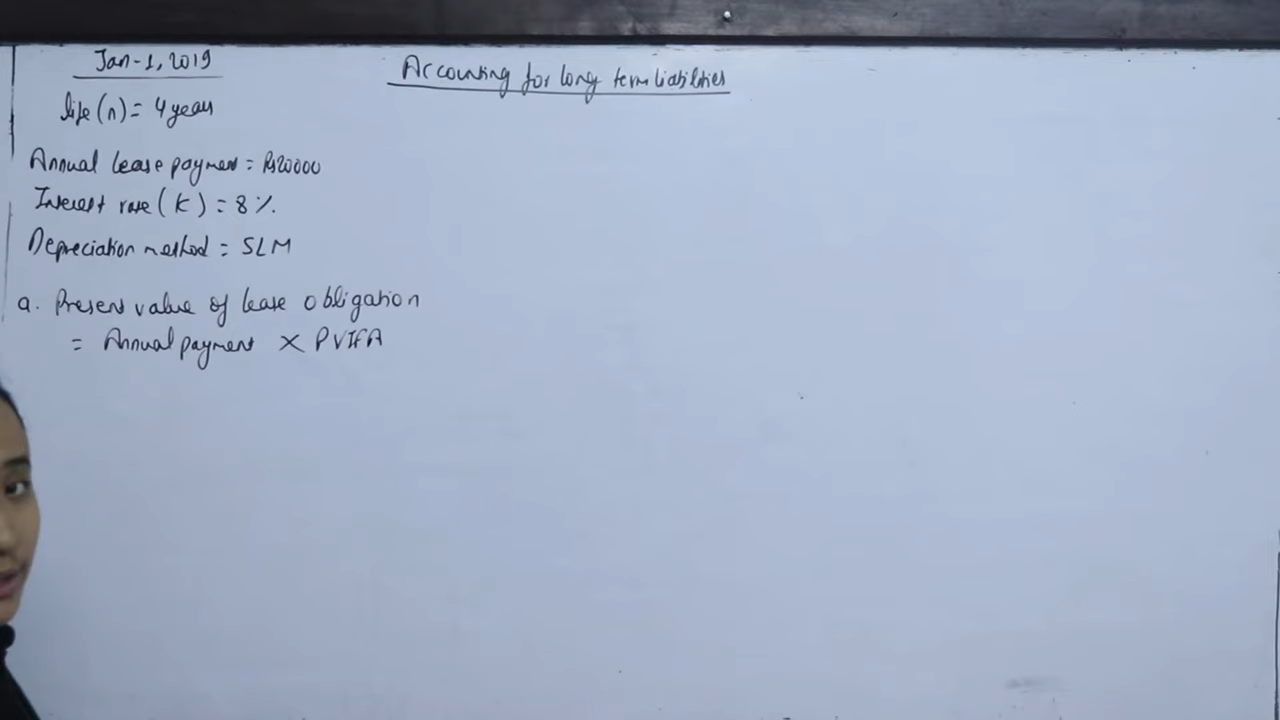 Jan-1, 2019
Accounting for long term liabilities
life (n) = 4 years
Annual lease payment = Rs20000
Interest rate (K) = 8 %.
Depreciation method = SLM
a. Present value of lease obligation
= Annual payment × PVIFA